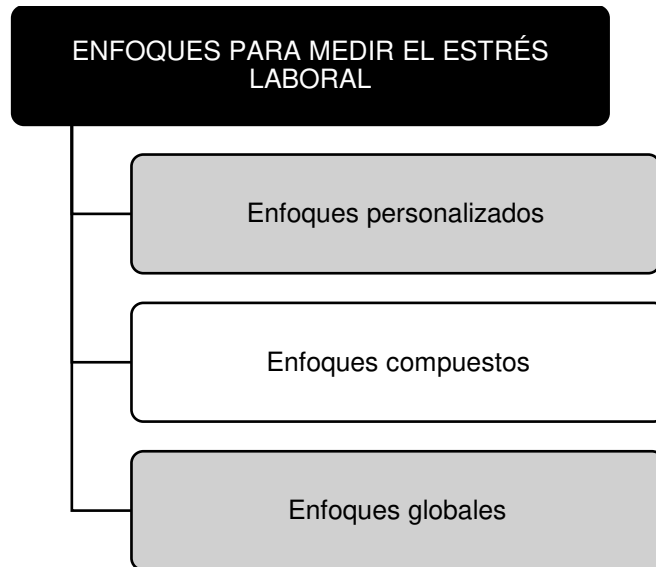 ENFOQUES PARA MEDIR EL ESTRÉS
LABORAL
Enfoques personalizados
Enfoques compuestos
Enfoques globales